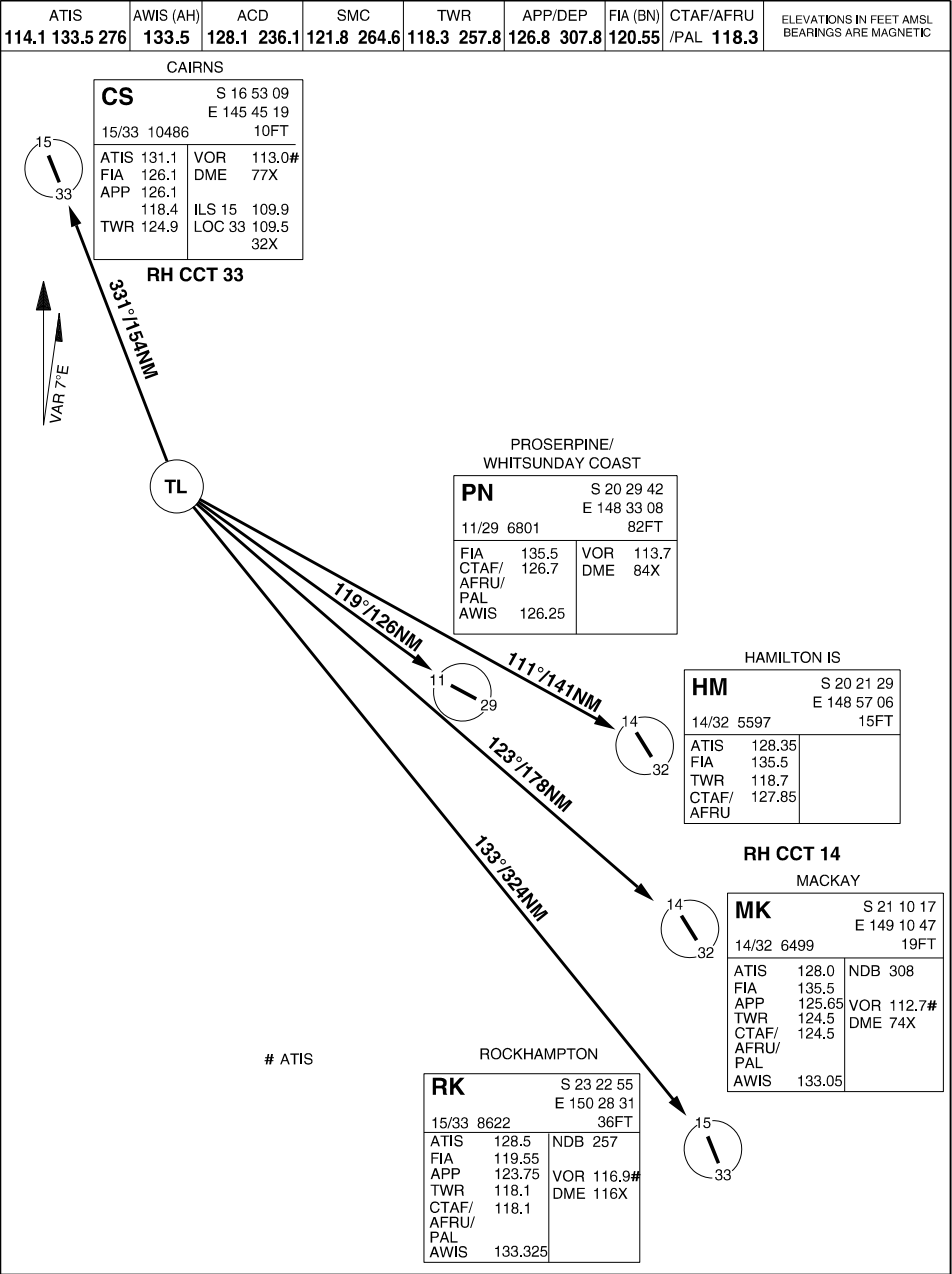 ATIS AWIS (AH) ACD SMC TWR APP/DEP FIA (BN) CTAF/AFRU
114.1 133.5 276 133.5 128.1 236.1 121.8 264.6 118.3 257.8 126.8 307.8 120.55 /PAL 118.3
ELEVATIONS IN FEET AMSL
BEARINGS ARE MAGNETIC
CAIRNS
CS S 16 53 09
E 145 45 19
15/33 10486 10FT
ATIS 131.1 VOR 113.0#
FIA 126.1 DME 77X
APP 126.1
118.4 ILS 15 109.9
TWR 124.9 LOC 33 109.5
32X
RH CCT 33
15
33
331°/154NM
VAR 7°E
TL
PROSERPINE/
WHITSUNDAY COAST
PN S 20 29 42
E 148 33 08
11/29 6801 82FT
FIA 135.5 VOR 113.7
CTAF/ 126.7 DME 84X
AFRU/
PAL
AWIS 126.25
119°/126NM
11
29
111°/141NM
HAMILTON IS
HM S 20 21 29
E 148 57 06
14/32 5597 15FT
ATIS 128.35
FIA 135.5
TWR 118.7
CTAF/ 127.85
AFRU
14
32
RH CCT 14
123°/178NM
MACKAY
MK S 21 10 17
E 149 10 47
14/32 6499 19FT
ATIS 128.0 NDB 308
FIA 135.5
APP 125.65 VOR 112.7#
TWR 124.5 DME 74X
CTAF/ 124.5
AFRU/
PAL
AWIS 133.05
14
32
133°/324NM
# ATIS
ROCKHAMPTON
RK S 23 22 55
E 150 28 31
15/33 8622 36FT
ATIS 128.5 NDB 257
FIA 119.55
APP 123.75 VOR 116.9#
TWR 118.1 DME 116X
CTAF/ 118.1
AFRU/
PAL
AWIS 133.325
15
33